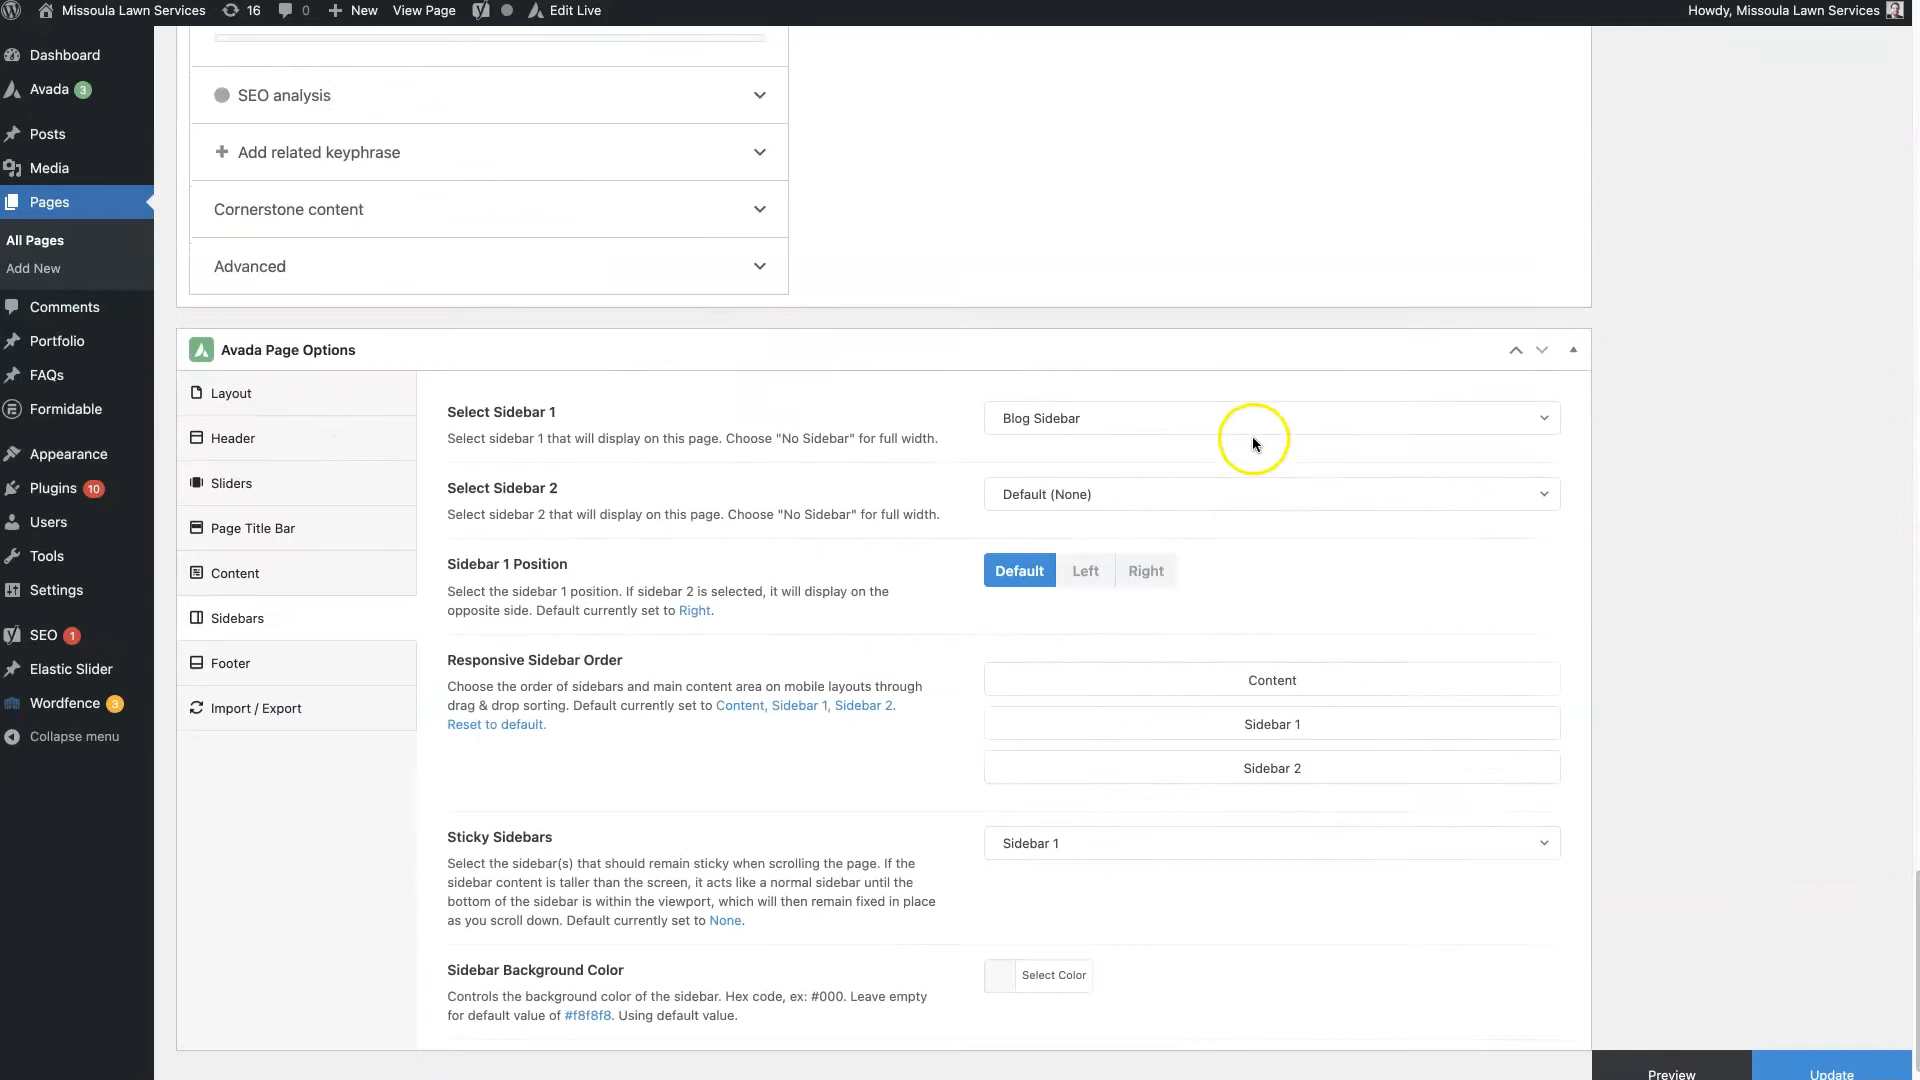 Missoula Lawn Services 16 0 New View Page Edit Live Howdy, Missoula Lawn Services
Dashboard
Avada 3
Posts
Media
Pages
All Pages
Add New
Comments
Portfolio
FAQs
Formidable
Appearance
Plugins 10
Users
Tools
Settings
SEO 1
Elastic Slider
Wordfence 3
Collapse menu
SEO analysis
Add related keyphrase
Cornerstone content
Advanced
Avada Page Options
Layout
Header
Sliders
Page Title Bar
Content
Sidebars
Footer
Import / Export
Select Sidebar 1
Select sidebar 1 that will display on this page. Choose "No Sidebar" for full width.
Blog Sidebar
Select Sidebar 2
Select sidebar 2 that will display on this page. Choose "No Sidebar" for full width.
Default (None)
Sidebar 1 Position
Select the sidebar 1 position. If sidebar 2 is selected, it will display on the
opposite side. Default currently set to Right.
Default Left Right
Responsive Sidebar Order
Choose the order of sidebars and main content area on mobile layouts through
drag & drop sorting. Default currently set to Content, Sidebar 1, Sidebar 2.
Reset to default.
Content
Sidebar 1
Sidebar 2
Sticky Sidebars
Select the sidebar(s) that should remain sticky when scrolling the page. If the
sidebar content is taller than the screen, it acts like a normal sidebar until the
bottom of the sidebar is within the viewport, which will then remain fixed in place
as you scroll down. Default currently set to None.
Sidebar 1
Sidebar Background Color
Controls the background color of the sidebar. Hex code, ex: #000. Leave empty
for default value of #f8f8f8. Using default value.
Select Color
Preview Update